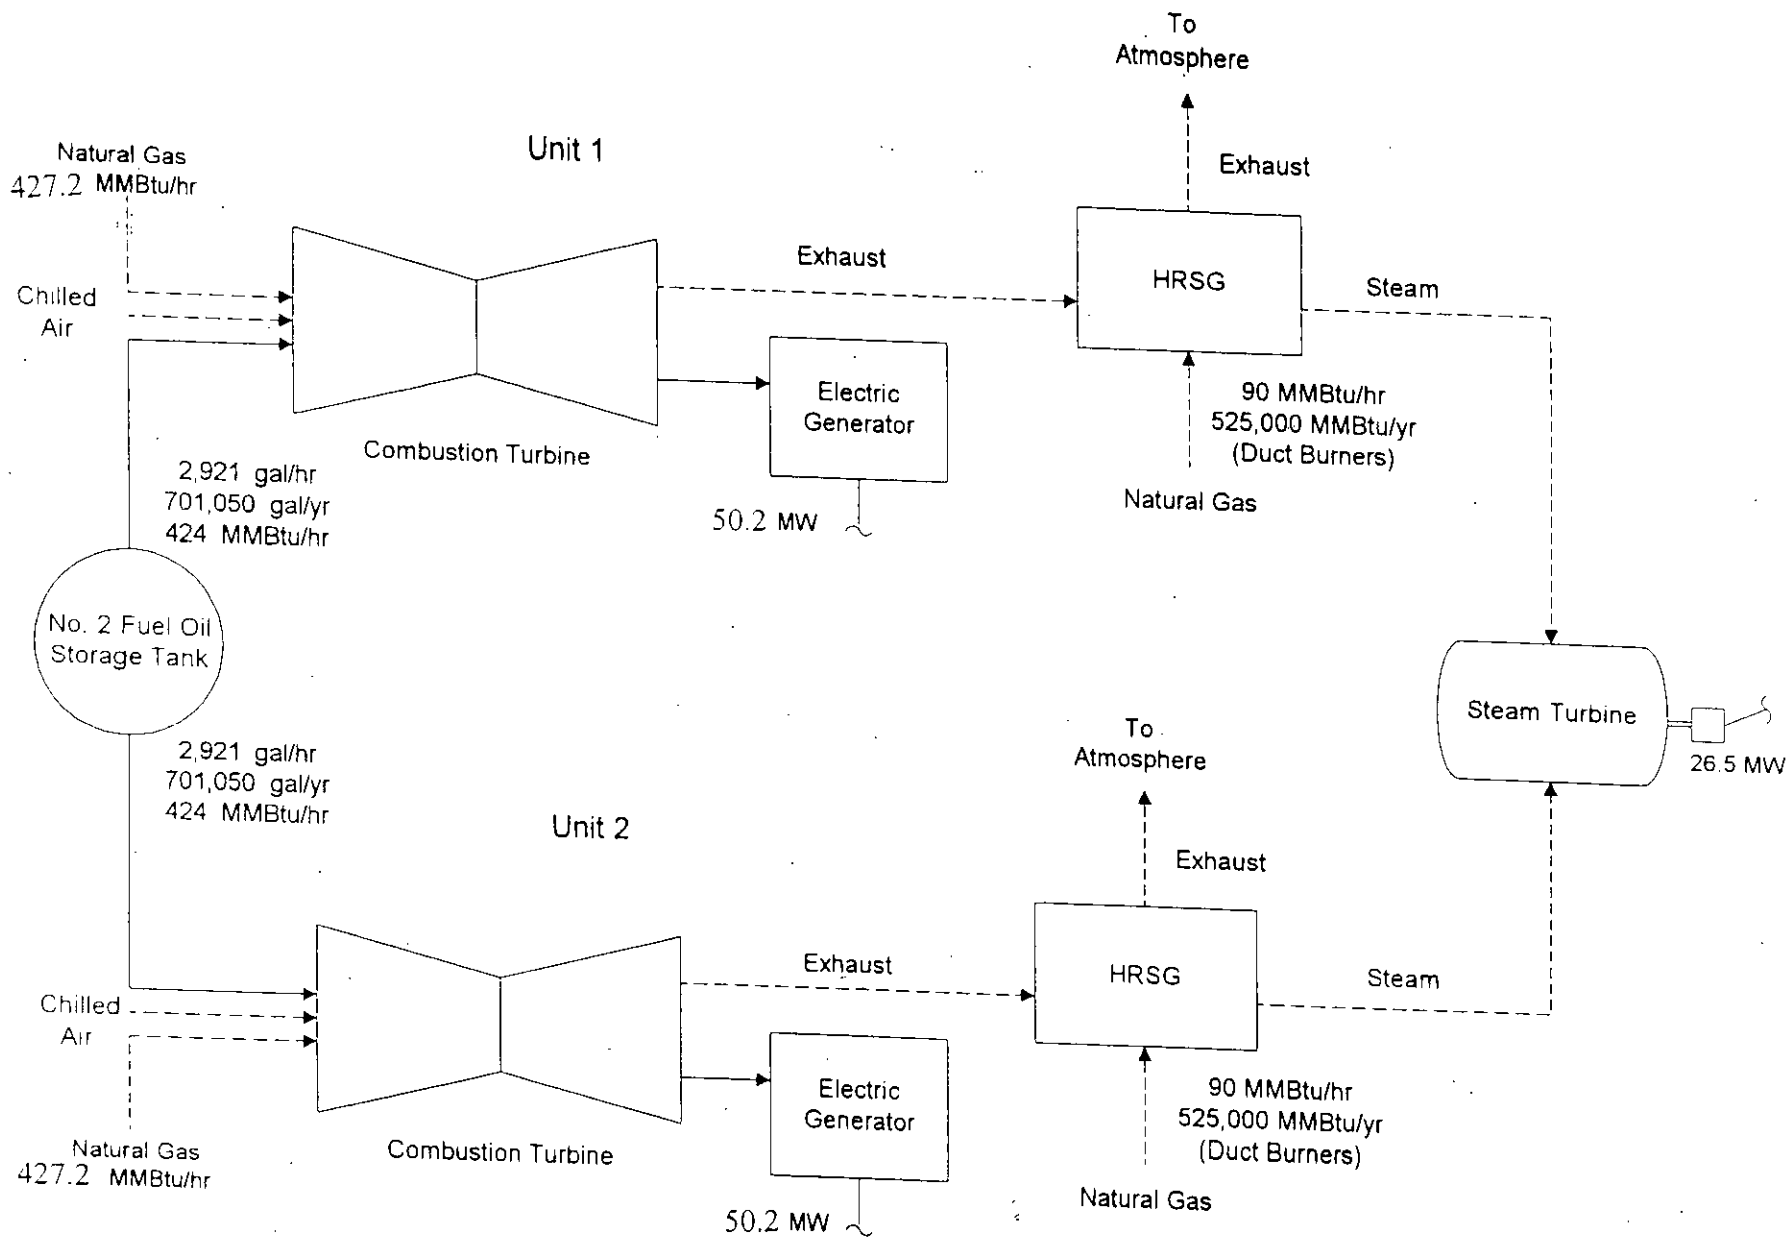 To
Atmosphere
Unit 1
Natural Gas
427.2 MMBtu/hr
Exhaust
Exhaust
HRSG
Steam
Chilled
Air
Electric
Generator
90 MMBtu/hr
525,000 MMBtu/yr
(Duct Burners)
Combustion Turbine
2,921 gal/hr
701,050 gal/yr
424 MMBtu/hr
Natural Gas
50.2 MW
No. 2 Fuel Oil
Storage Tank
Steam Turbine
26.5 MW
2,921 gal/hr
701,050 gal/yr
424 MMBtu/hr
To
Atmosphere
Unit 2
Exhaust
Exhaust
HRSG
Steam
Chilled
Air
Electric
Generator
90 MMBtu/hr
525,000 MMBtu/yr
(Duct Burners)
Combustion Turbine
Natural Gas
427.2 MMBtu/hr
Natural Gas
50.2 MW